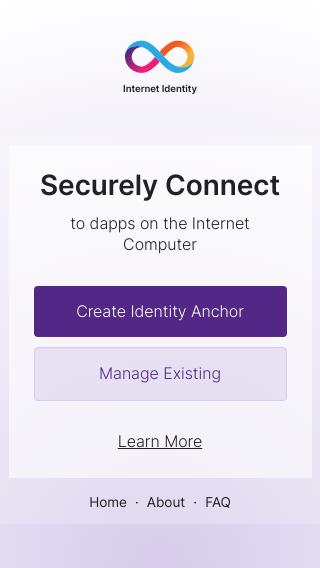 Internet Identity
Securely Connect
to dapps on the Internet
Computer
Create Identity Anchor
Manage Existing
Learn More
Home · About · FAQ